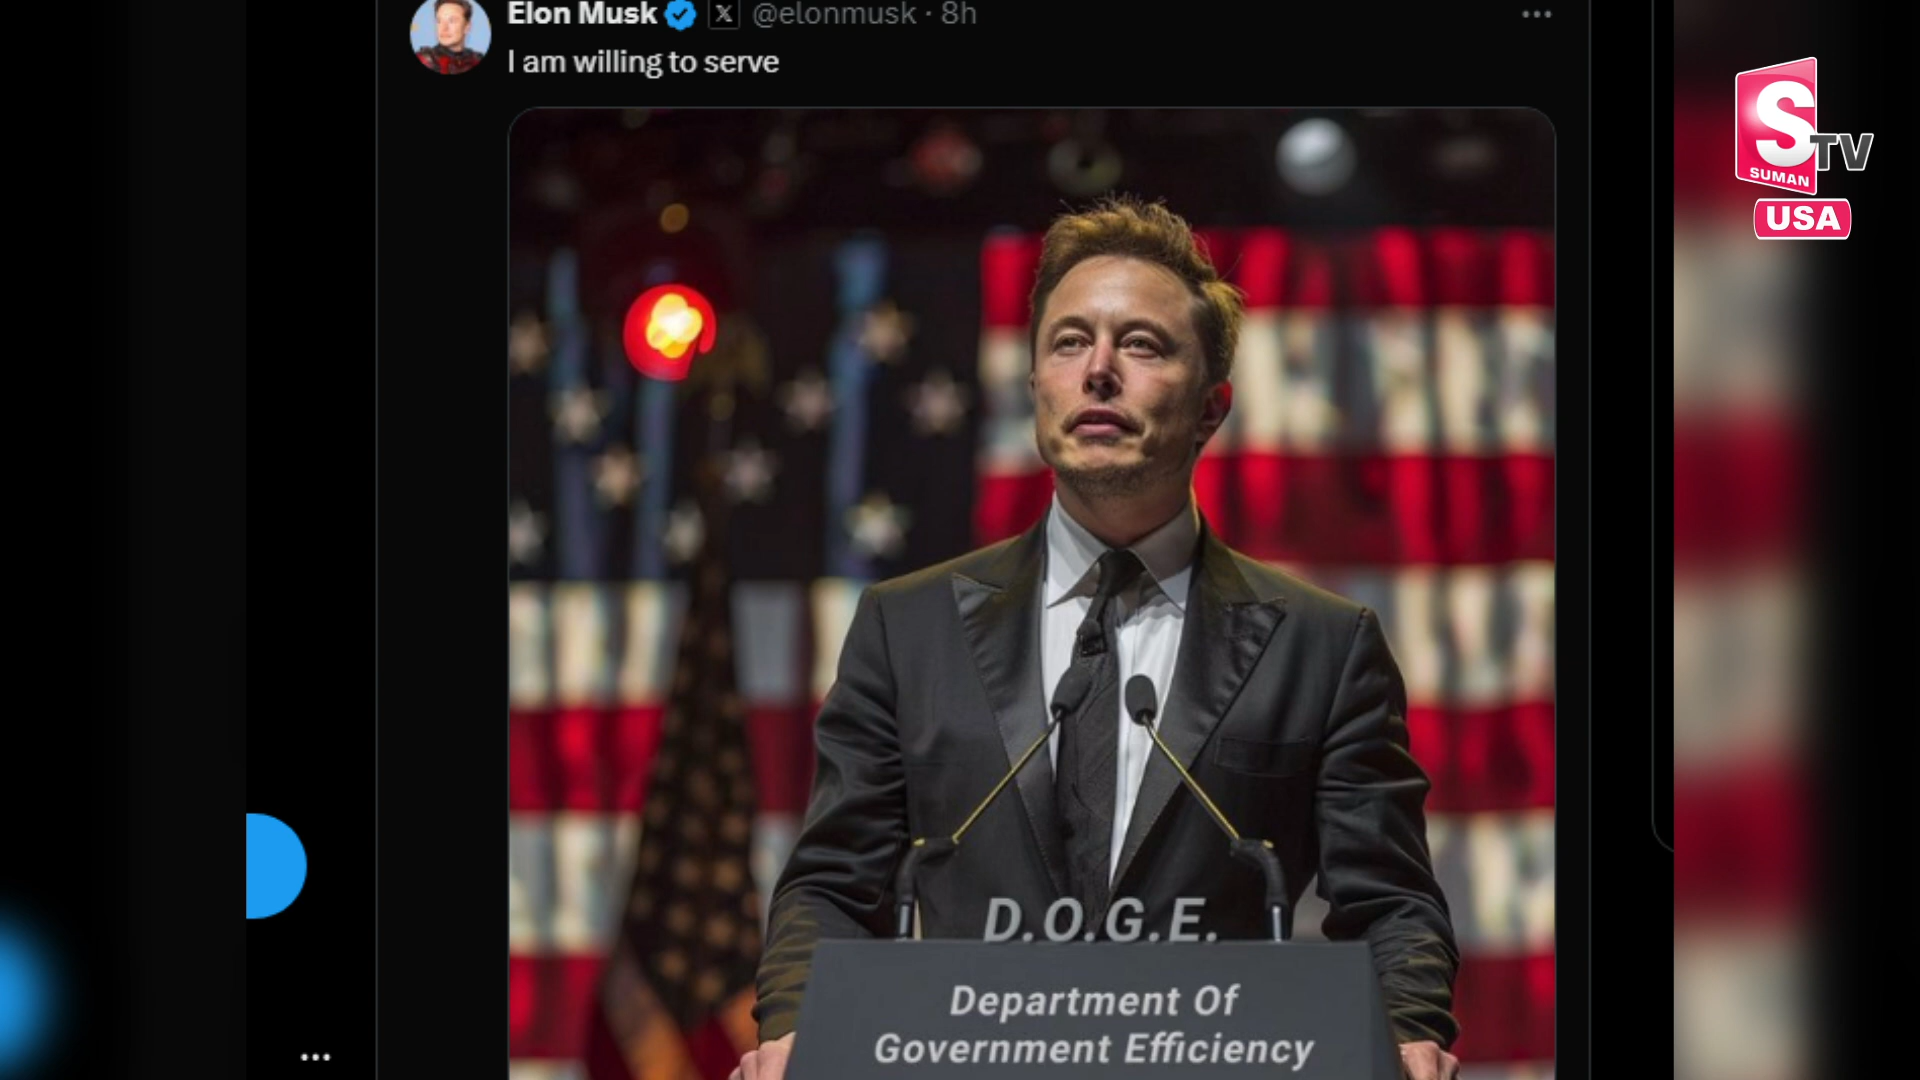 Elon Musk X @elonmusk · 8h
I am willing to serve
S TV
SUMAN
USA
D.O.G.E.
Department Of
Government Efficiency